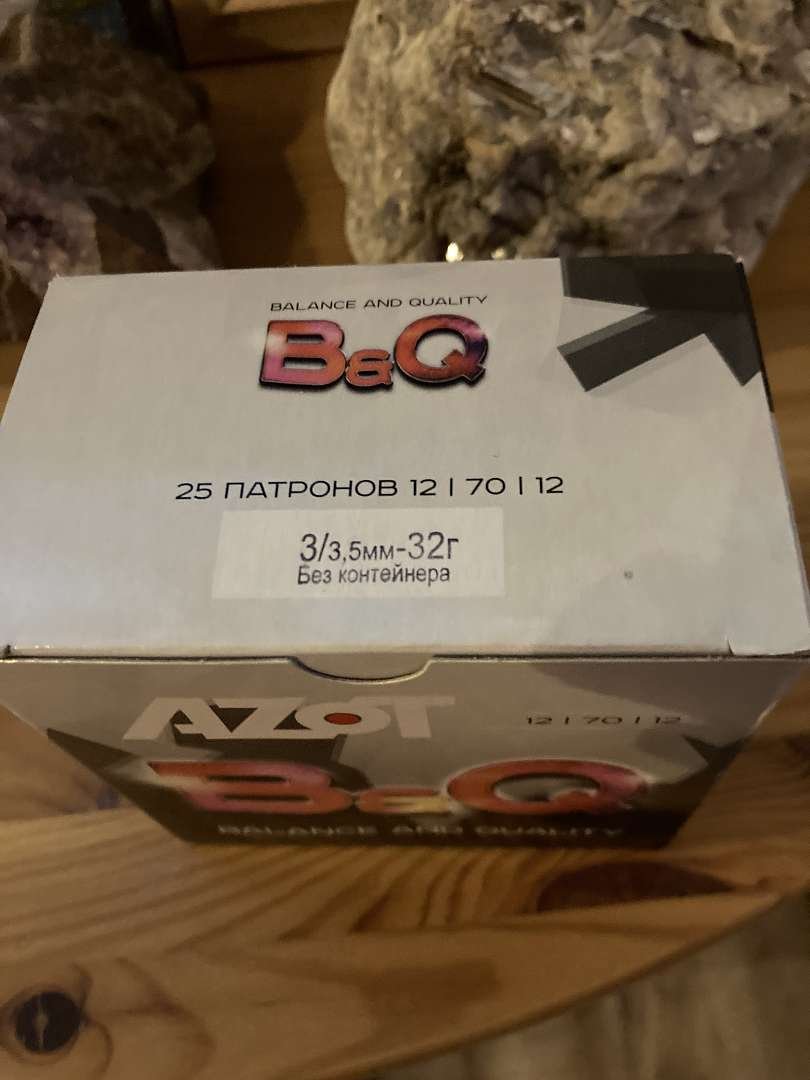 BALANCE AND QUALITY
B&Q
25 ПАТРОНОВ 12 | 70 | 12
3/3,5мм-32г
Без контейнера
AZOT
12 | 70 | 12
B&Q
BALANCE AND QUALITY